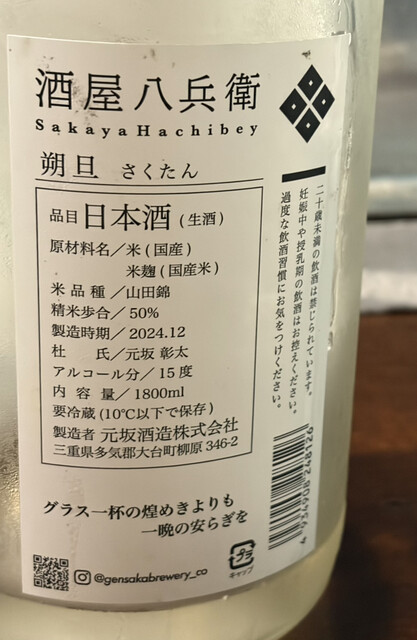 酒屋八兵衛
SakayaHachibey
朔旦 さくたん
品目 日本酒 (生酒)
原材料名／米(国産)
米麹(国産米)
米品種／山田錦
精米歩合／50%
製造時期／2024.12
杜 氏／元坂 彰太
アルコール分／15度
内容量／1800ml
要冷蔵(10℃以下で保存)
製造者 元坂酒造株式会社
三重県多気郡大台町柳原 346-2
二十歳未満の飲酒は禁じられています。
妊娠中や授乳期の飲酒はお控えください。
過度な飲酒習慣にお気をつけください。
4 934908 248126
グラス一杯の煌めきよりも
一晩の安らぎを
@gensakabrewery_co
プラ
キャップ